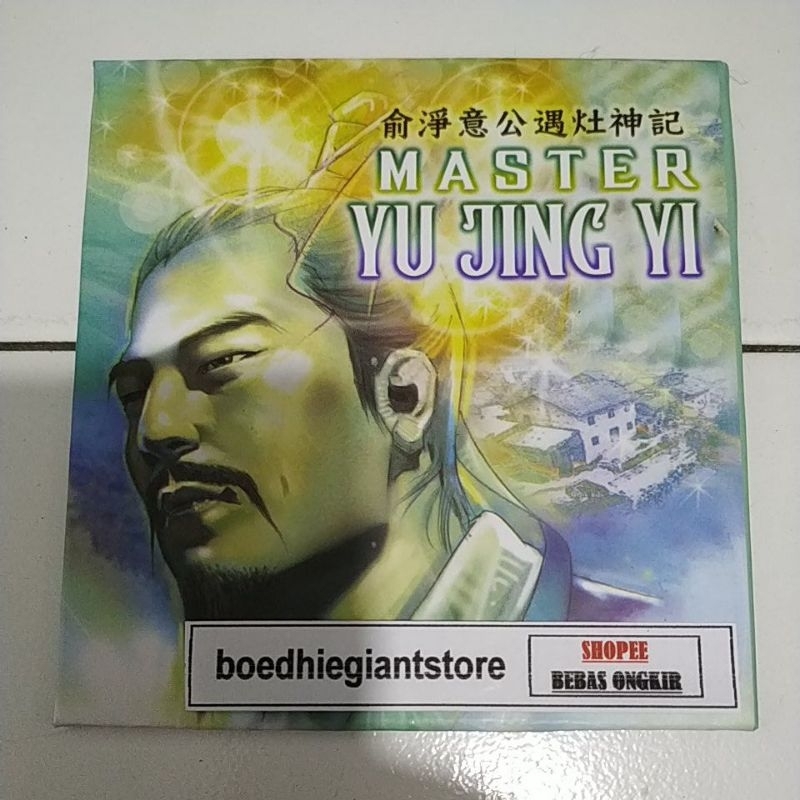 俞淨意公遇灶神記
MASTER
YU JING YI
boedhiegiantstore
SHOPEE
BEBAS ONGKIR